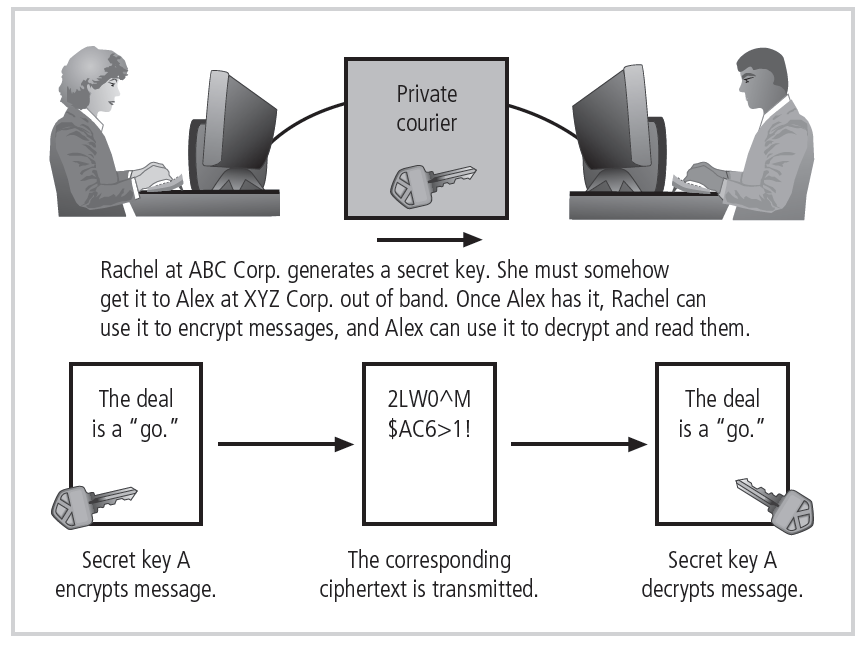 Private
courier
Rachel at ABC Corp. generates a secret key. She must somehow
get it to Alex at XYZ Corp. out of band. Once Alex has it, Rachel can
use it to encrypt messages, and Alex can use it to decrypt and read them.
The deal
is a “go.”
2LW0^M
$AC6>1!
The deal
is a “go.”
Secret key A
encrypts message.
The corresponding
ciphertext is transmitted.
Secret key A
decrypts message.